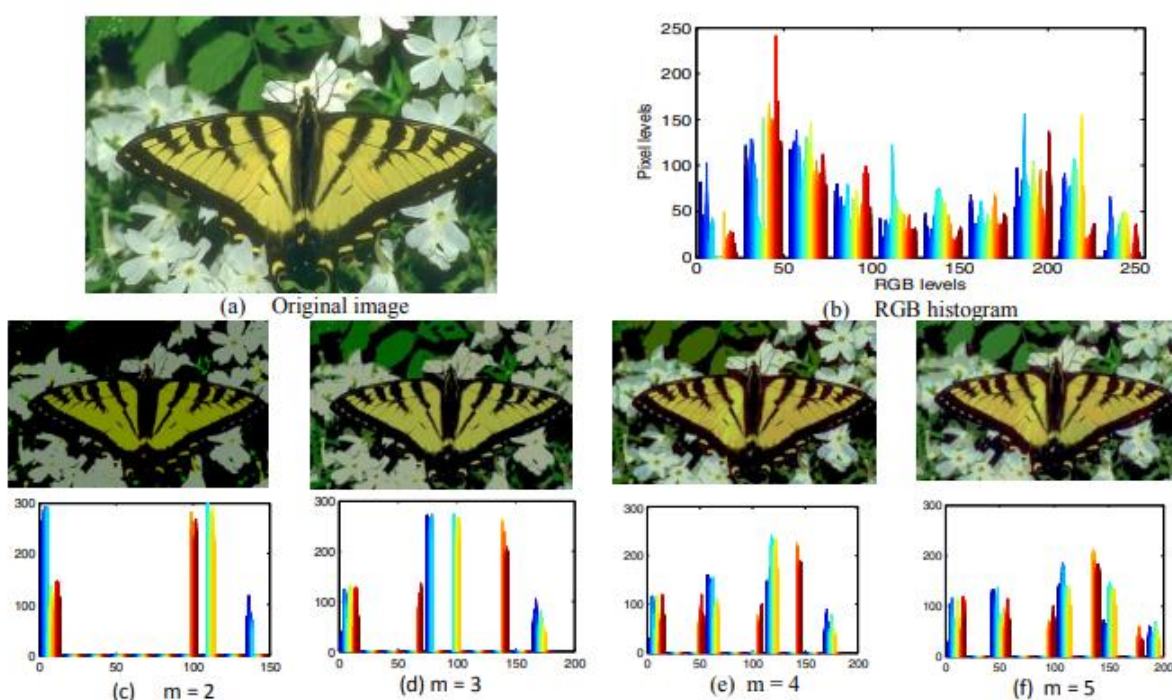 250
200
150
100
50
0
Pixel levels
0 50 100 150 200 250
RGB levels
(a) Original image
(b) RGB histogram
300
200
100
0
0 50 100 150
(c) m = 2
300
200
100
0
0 50 100 150 200
(d) m = 3
300
200
100
0
0 50 100 150 200
(e) m = 4
300
200
100
0
0 50 100 150 200
(f) m = 5